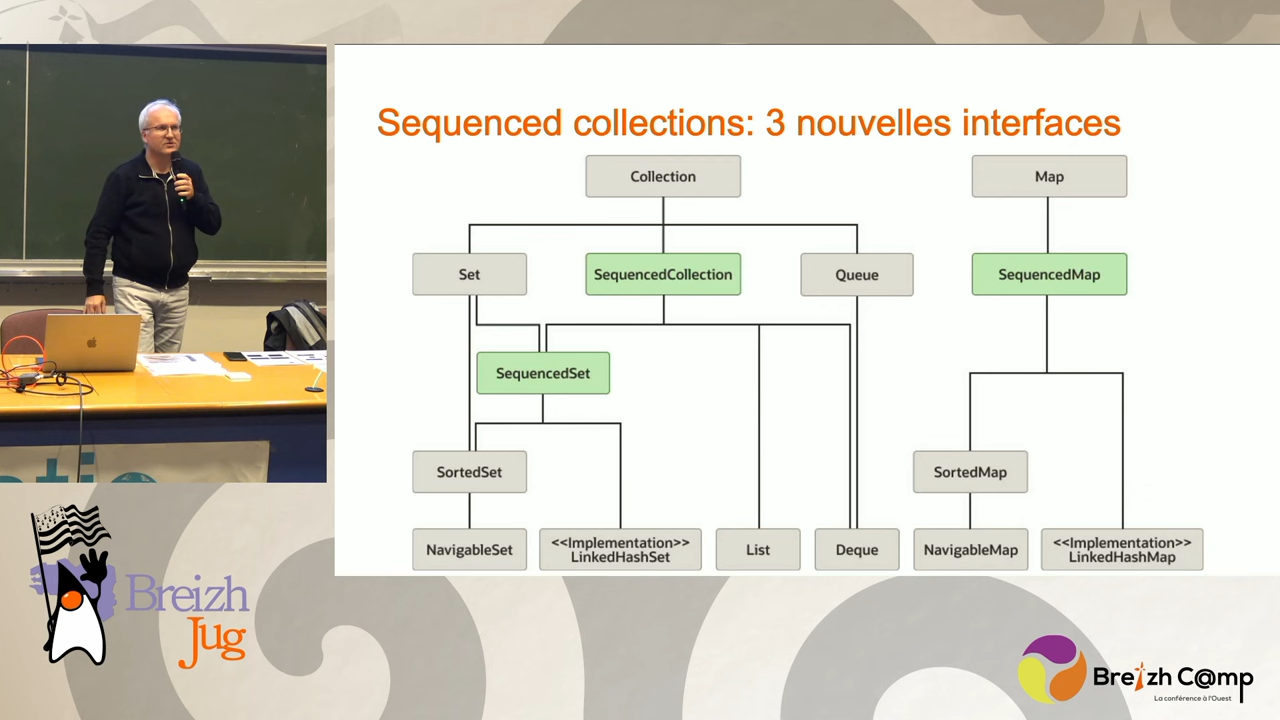 Sequenced collections: 3 nouvelles interfaces
Collection
Map
Set
SequencedCollection
Queue
SequencedMap
SequencedSet
SortedSet
SortedMap
NavigableSet
<<Implementation>>
LinkedHashSet
List
Deque
NavigableMap
<<Implementation>>
LinkedHashMap
Breizh
Jug
Breizh C@mp
La conférence à l'Ouest